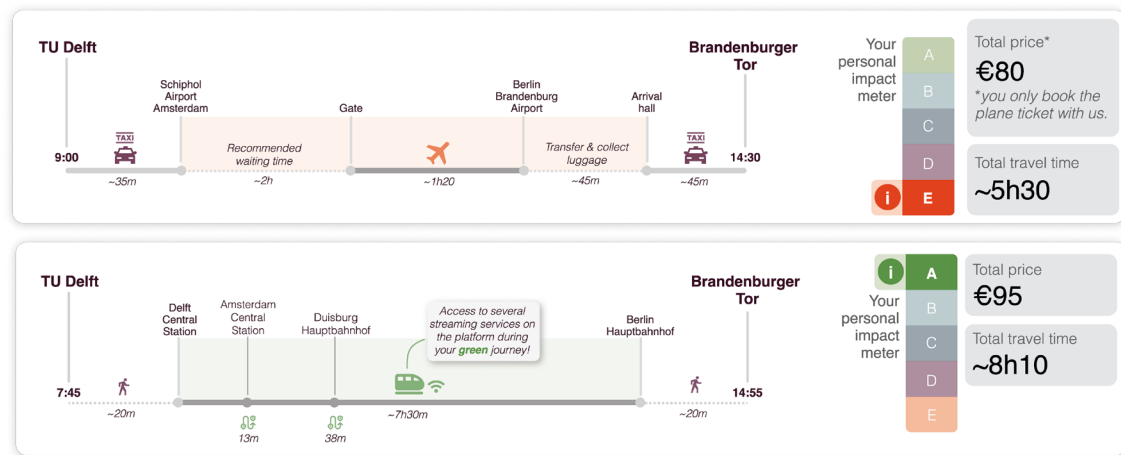 TU Delft
Brandenburger
Tor
Schiphol
Airport
Amsterdam
Gate
Berlin
Brandenburg
Airport
Arrival
hall
TAXI
Recommended
waiting time
Transfer & collect
luggage
TAXI
9:00
14:30
~35m
~2h
~1h20
~45m
~45m
Your
personal
impact
meter
A
B
C
D
i
E
Total price*
€80
*you only book the
plane ticket with us.
Total travel time
~5h30
TU Delft
Brandenburger
Tor
Delft
Central
Station
Amsterdam
Central
Station
Duisburg
Hauptbahnhof
Access to several
streaming services on
the platform during
your green journey!
Berlin
Hauptbahnhof
7:45
14:55
~20m
13m
38m
~7h30m
~20m
i
A
B
C
D
E
Your
personal
impact
meter
Total price
€95
Total travel time
~8h10